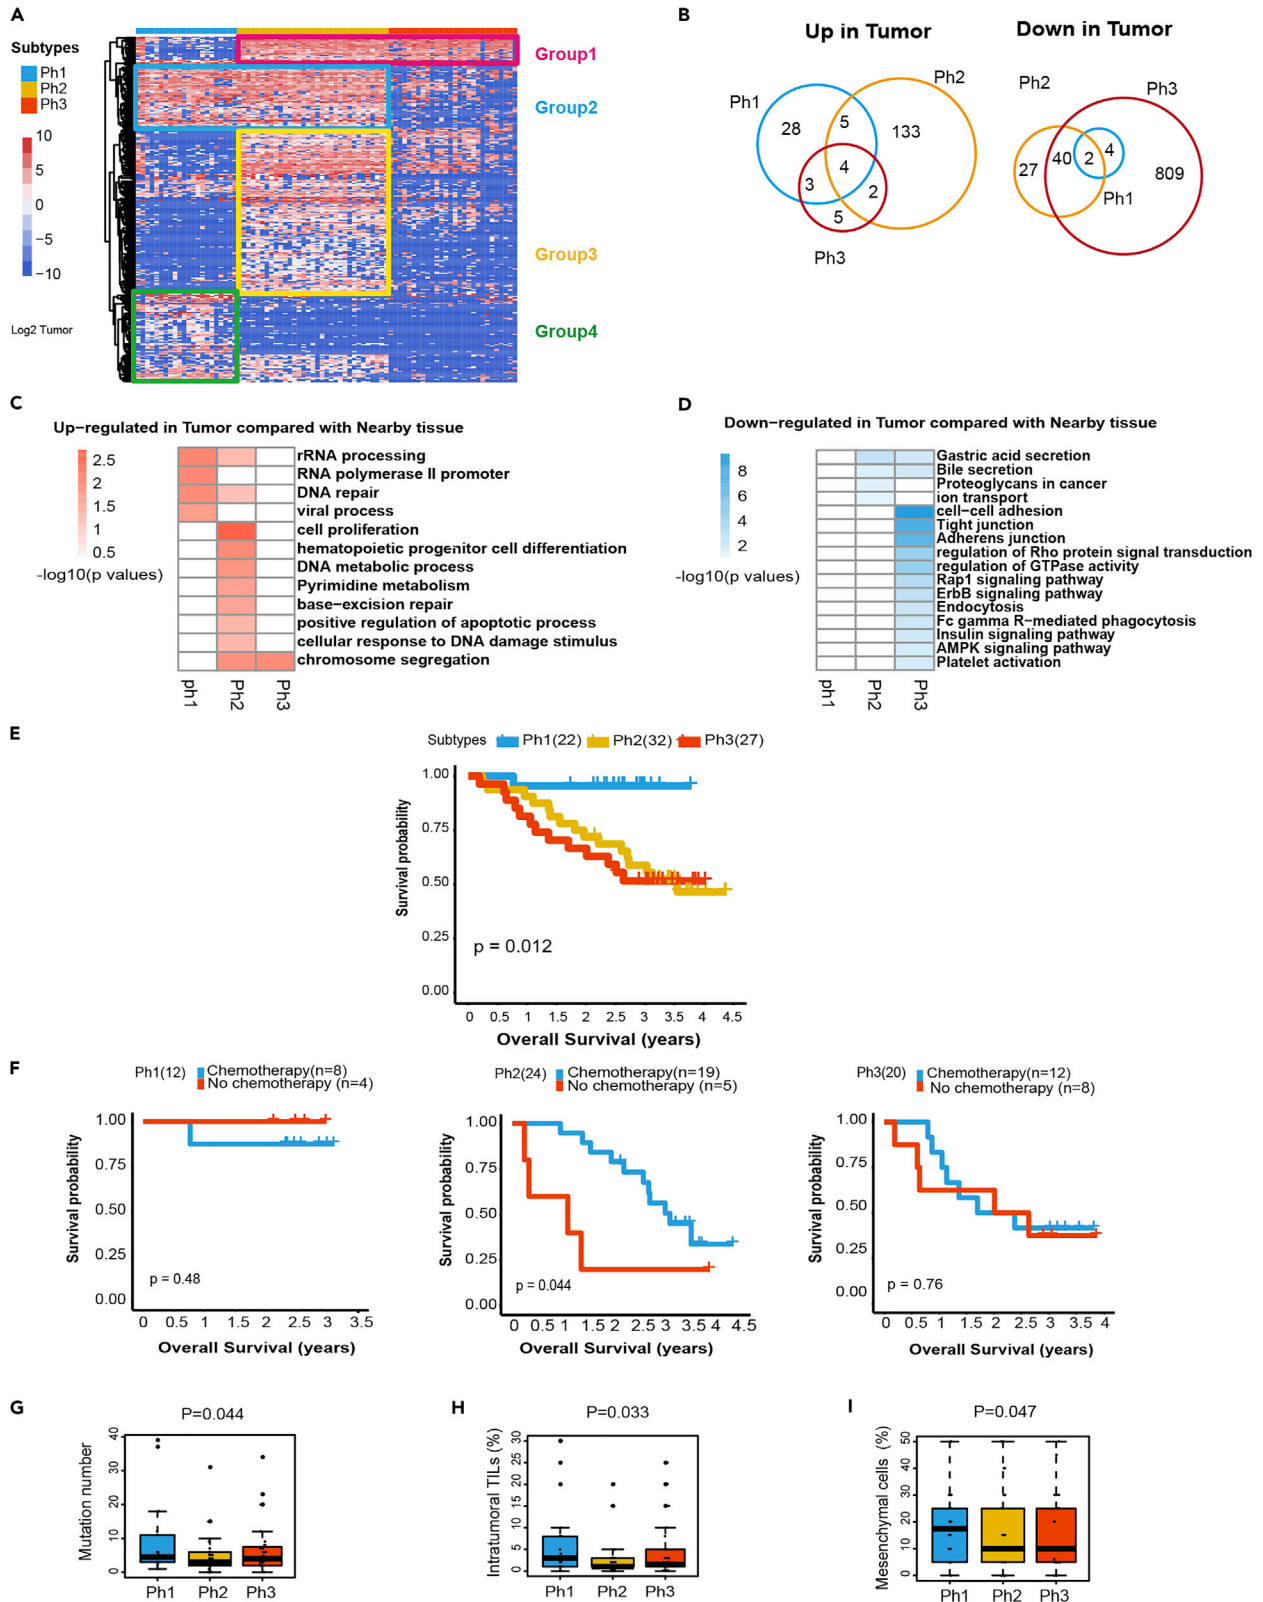 A
Subtypes
Ph1
Ph2
Ph3
10
5
0
−5
−10
Log2 Tumor
Group1
Group2
Group3
Group4
B
Up in Tumor
Down in Tumor
Ph1
Ph2
28
5
133
4
3
2
5
Ph3
Ph2
Ph3
27
40
2
4
809
Ph1
C
Up−regulated in Tumor compared with Nearby tissue
2.5
2
1.5
1
0.5
-log10(p values)
rRNA processing
RNA polymerase II promoter
DNA repair
viral process
cell proliferation
hematopoietic progenitor cell differentiation
DNA metabolic process
Pyrimidine metabolism
base−excision repair
positive regulation of apoptotic process
cellular response to DNA damage stimulus
chromosome segregation
ph1
Ph2
Ph3
D
Down−regulated in Tumor compared with Nearby tissue
8
6
4
2
-log10(p values)
Gastric acid secretion
Bile secretion
Proteoglycans in cancer
ion transport
cell−cell adhesion
Tight junction
Adherens junction
regulation of Rho protein signal transduction
regulation of GTPase activity
Rap1 signaling pathway
ErbB signaling pathway
Endocytosis
Fc gamma R−mediated phagocytosis
Insulin signaling pathway
AMPK signaling pathway
Platelet activation
ph1
Ph2
Ph3
E
Subtypes Ph1(22) Ph2(32) Ph3(27)
1.00
0.75
0.50
0.25
0.00
Survival probability
p = 0.012
0 0.5 1 1.5 2 2.5 3 3.5 4 4.5
Overall Survival (years)
F
Ph1(12) Chemotherapy(n=8)
No chemotherapy (n=4)
1.00
0.75
0.50
0.25
0.00
Survival probability
p = 0.48
0 0.5 1 2 2 3 3.5
Overall Survival (years)
Ph2(24) Chemotherapy(n=19)
No chemotherapy (n=5)
1.00
0.75
0.50
0.25
0.00
Survival probability
p = 0.044
0 0.5 1 1.5 2 2.5 3 3.5 4 4.5
Overall Survival (years)
Ph3(20) Chemotherapy(n=12)
No chemotherapy (n=8)
1.00
0.75
0.50
0.25
0.00
Survival probability
p = 0.76
0 0.5 1 1.5 2 2.5 3 3.5 4
Overall Survival (years)
G
P=0.044
Mutation number
40
30
20
10
0
Ph1 Ph2 Ph3
H
P=0.033
Intratumoral TILs (%)
30
25
20
15
10
5
0
Ph1 Ph2 Ph3
I
P=0.047
Mesenchymal cells (%)
50
40
30
20
10
0
Ph1 Ph2 Ph3